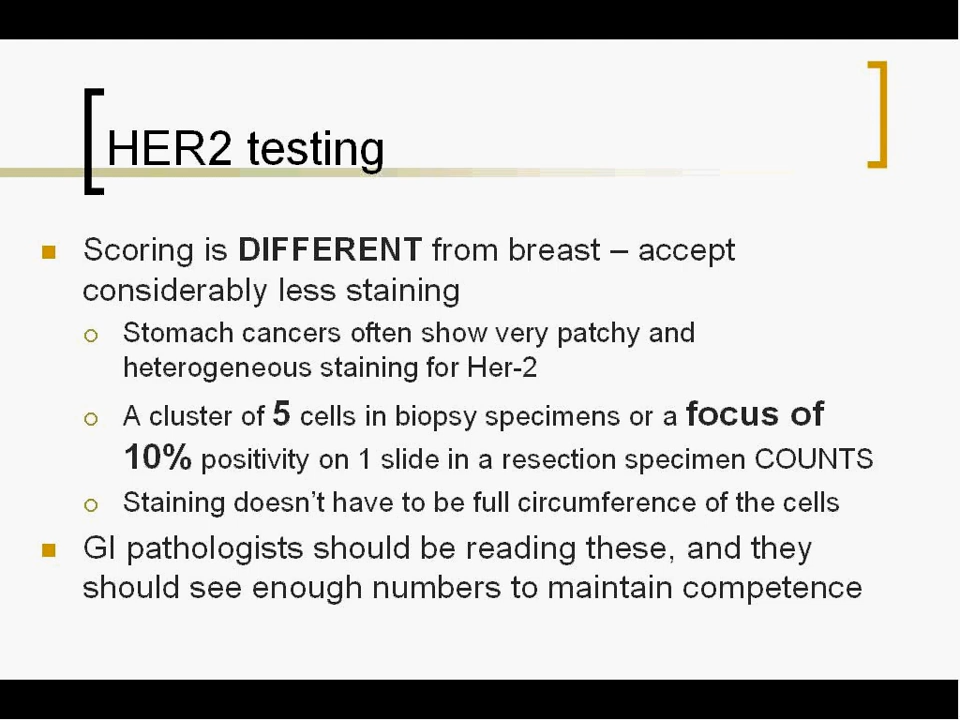 HER2 testing
Scoring is DIFFERENT from breast – accept
considerably less staining
Stomach cancers often show very patchy and
heterogeneous staining for Her-2
A cluster of 5 cells in biopsy specimens or a focus of
10% positivity on 1 slide in a resection specimen COUNTS
Staining doesn't have to be full circumference of the cells
GI pathologists should be reading these, and they
should see enough numbers to maintain competence